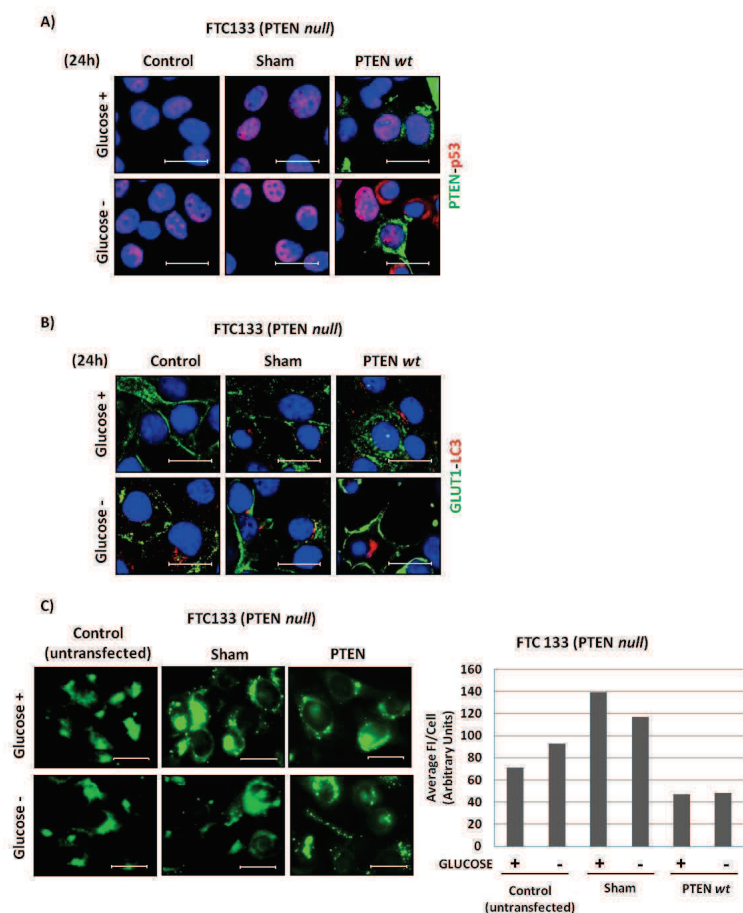 A)
FTC133 (PTEN null)
(24h) Control Sham PTEN wt
Glucose +
Glucose -
PTEN-p53
B)
FTC133 (PTEN null)
(24h) Control Sham PTEN wt
Glucose +
Glucose -
GLUT1-LC3
C)
FTC133 (PTEN null)
Control
(untransfected) Sham PTEN
Glucose +
Glucose -
FTC 133 (PTEN null)
Average FI/Cell
(Arbitrary Units)
160
140
120
100
80
60
40
20
0
GLUCOSE + - + - + -
Control
(untransfected) Sham PTEN wt